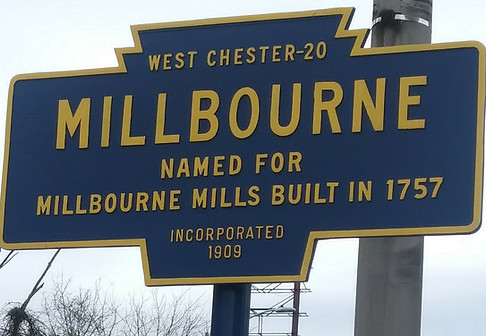 WEST CHESTER-20
MILLBOURNE
NAMED FOR
MILLBOURNE MILLS BUILT IN 1757
INCORPORATED
1909